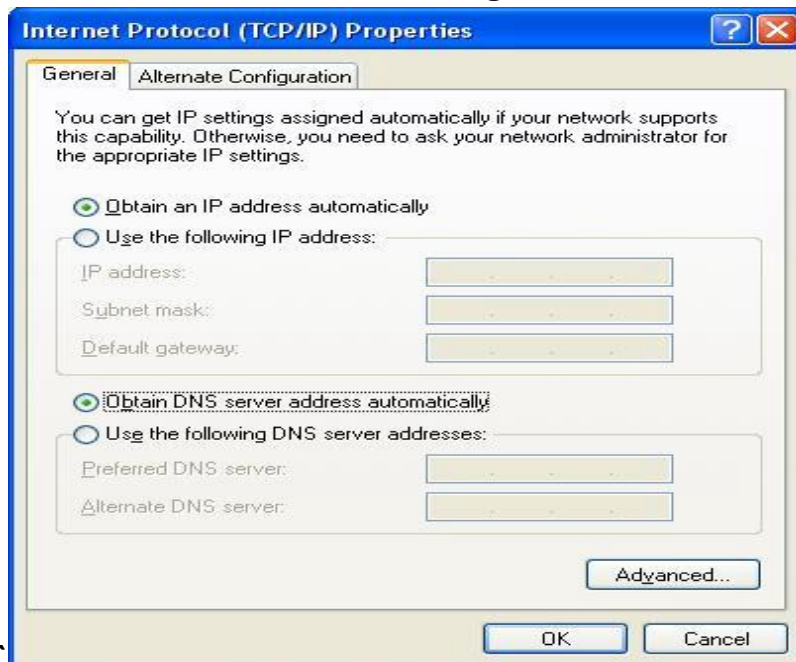 Internet Protocol (TCP/IP) Properties
General
Alternate Configuration
You can get IP settings assigned automatically if your network supports
this capability. Otherwise, you need to ask your network administrator for
the appropriate IP settings.
Obtain an IP address automatically
Use the following IP address:
IP address:
Subnet mask:
Default gateway:
Obtain DNS server address automatically
Use the following DNS server addresses:
Preferred DNS server:
Alternate DNS server:
Advanced...
OK
Cancel